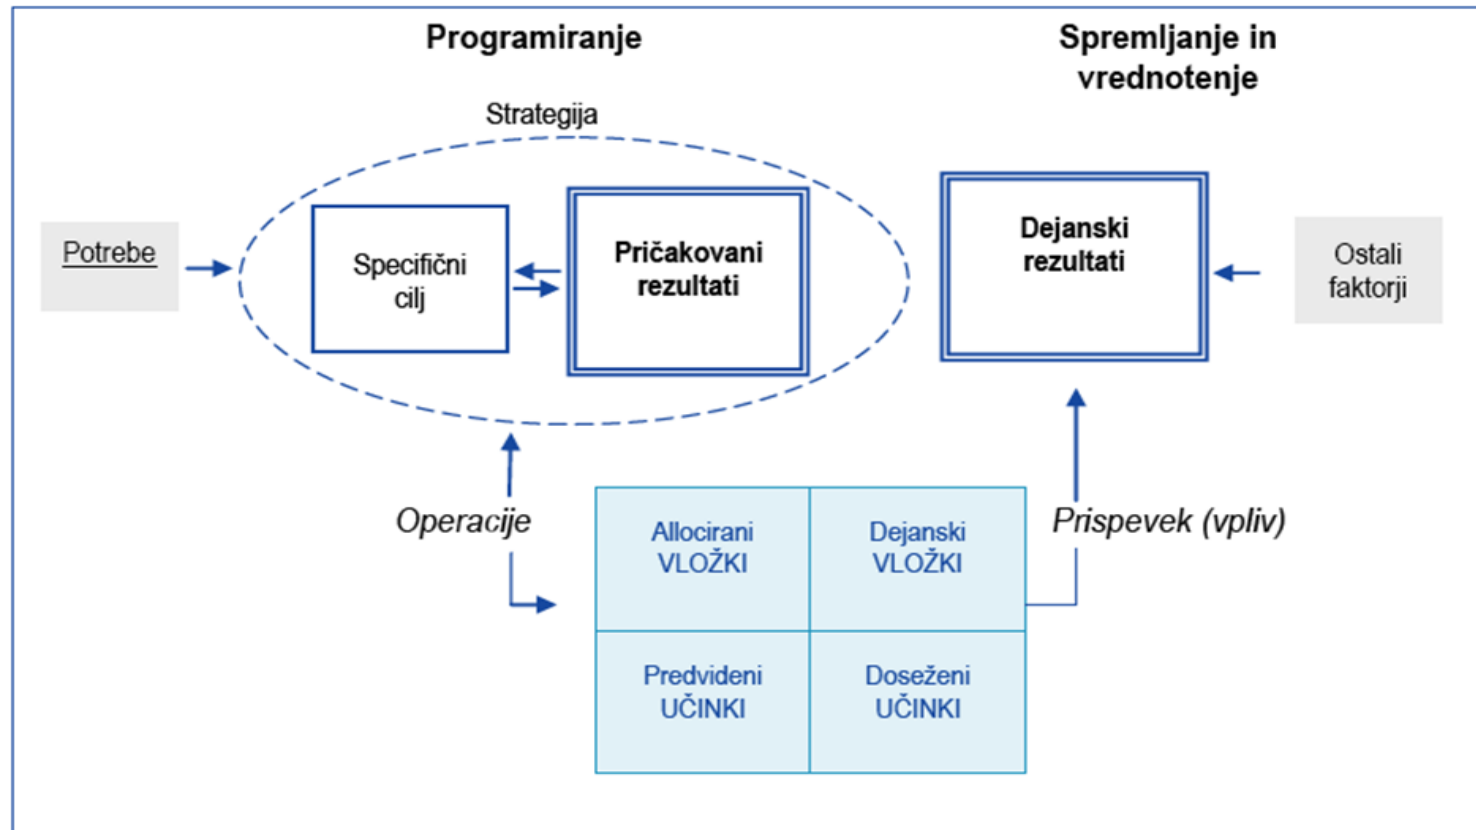 Programiranje
Spremljanje in
vrednotenje
Strategija
Potrebe
Specifični
cilj
Pričakovani
rezultati
Dejanski
rezultati
Ostali
faktorji
Operacije
Allocirani
VLOŽKI
Dejanski
VLOŽKI
Prispevek (vpliv)
Predvideni
UČINKI
Doseženi
UČINKI